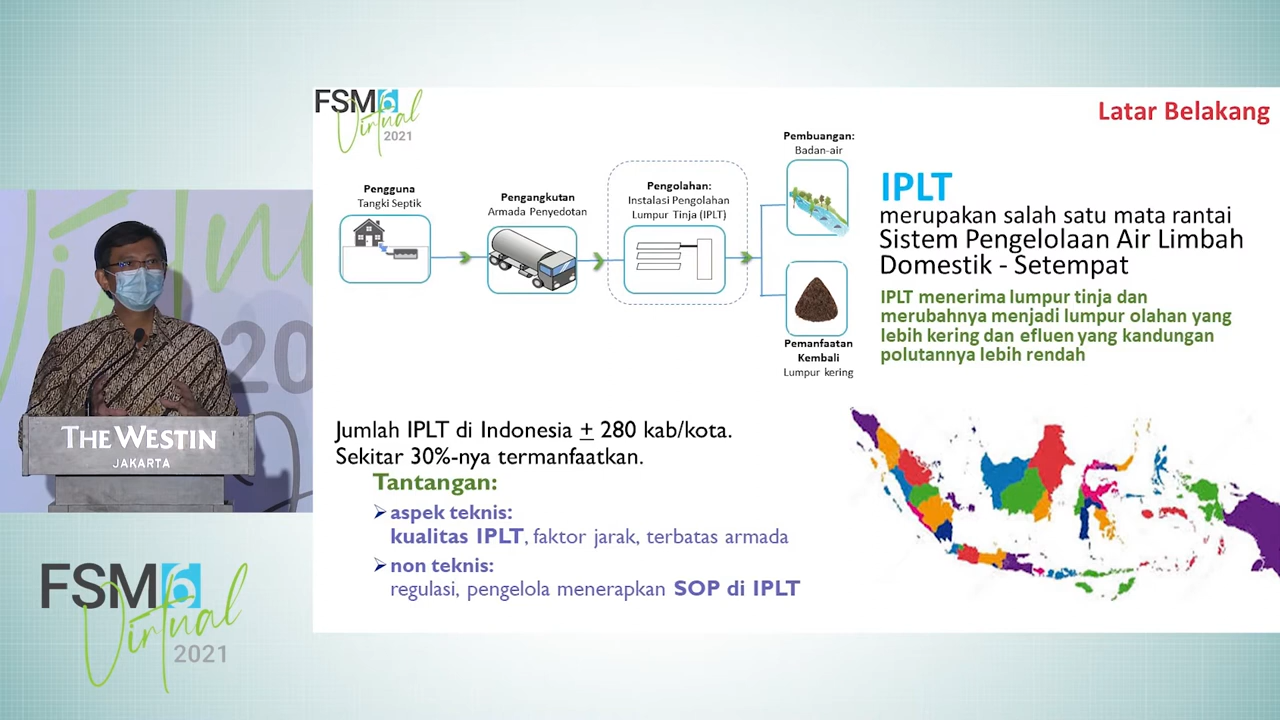 FSM6
Virtual
2021
Latar Belakang
Pengguna
Tangki Septik
Pengangkutan
Armada Penyedotan
Pengolahan:
Instalasi Pengolahan
Lumpur Tinja (IPLT)
Pembuangan:
Badan-air
Pemanfaatan
Kembali
Lumpur kering
IPLT
merupakan salah satu mata rantai
Sistem Pengelolaan Air Limbah
Domestik - Setempat
IPLT menerima lumpur tinja dan
merubahnya menjadi lumpur olahan yang
lebih kering dan efluen yang kandungan
polutannya lebih rendah
Jumlah IPLT di Indonesia ± 280 kab/kota.
Sekitar 30%-nya termanfaatkan.
Tantangan:
➤aspek teknis:
kualitas IPLT, faktor jarak, terbatas armada
➤non teknis:
regulasi, pengelola menerapkan SOP di IPLT
THE WESTIN
JAKARTA
FSM6
Virtual
2021